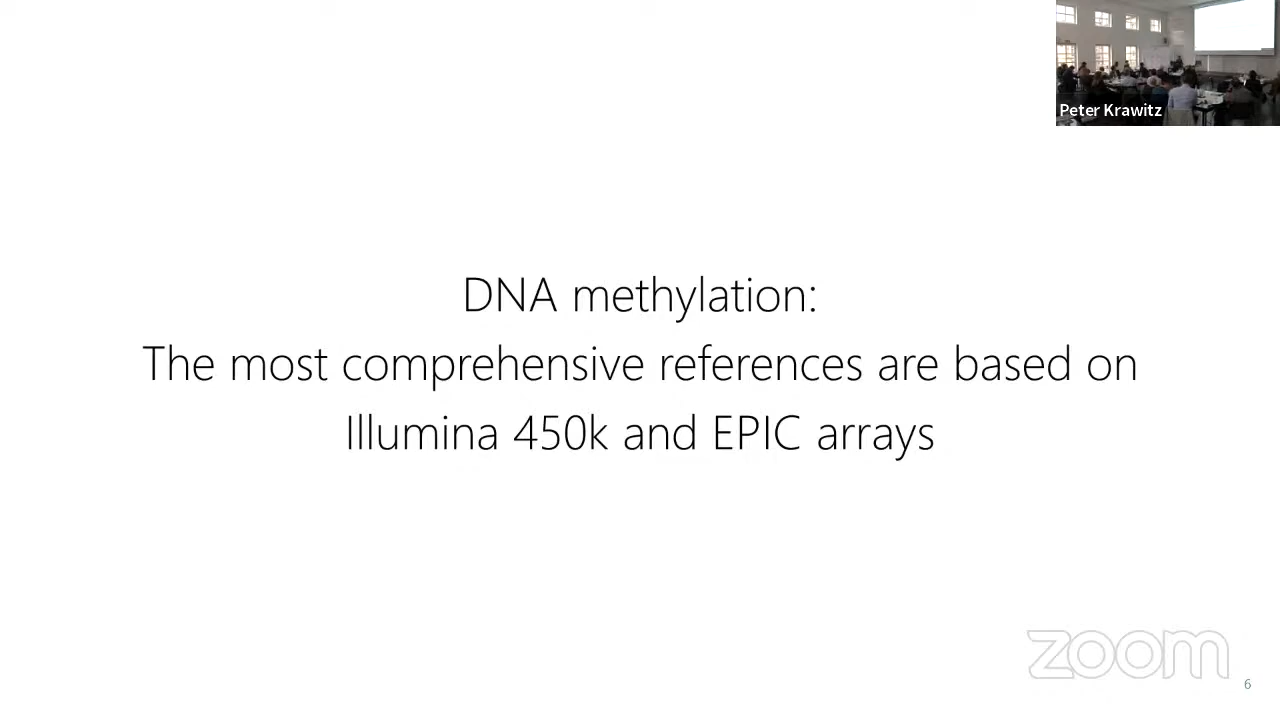 Peter Krawitz
DNA methylation:
The most comprehensive references are based on
Illumina 450k and EPIC arrays
zoom
6